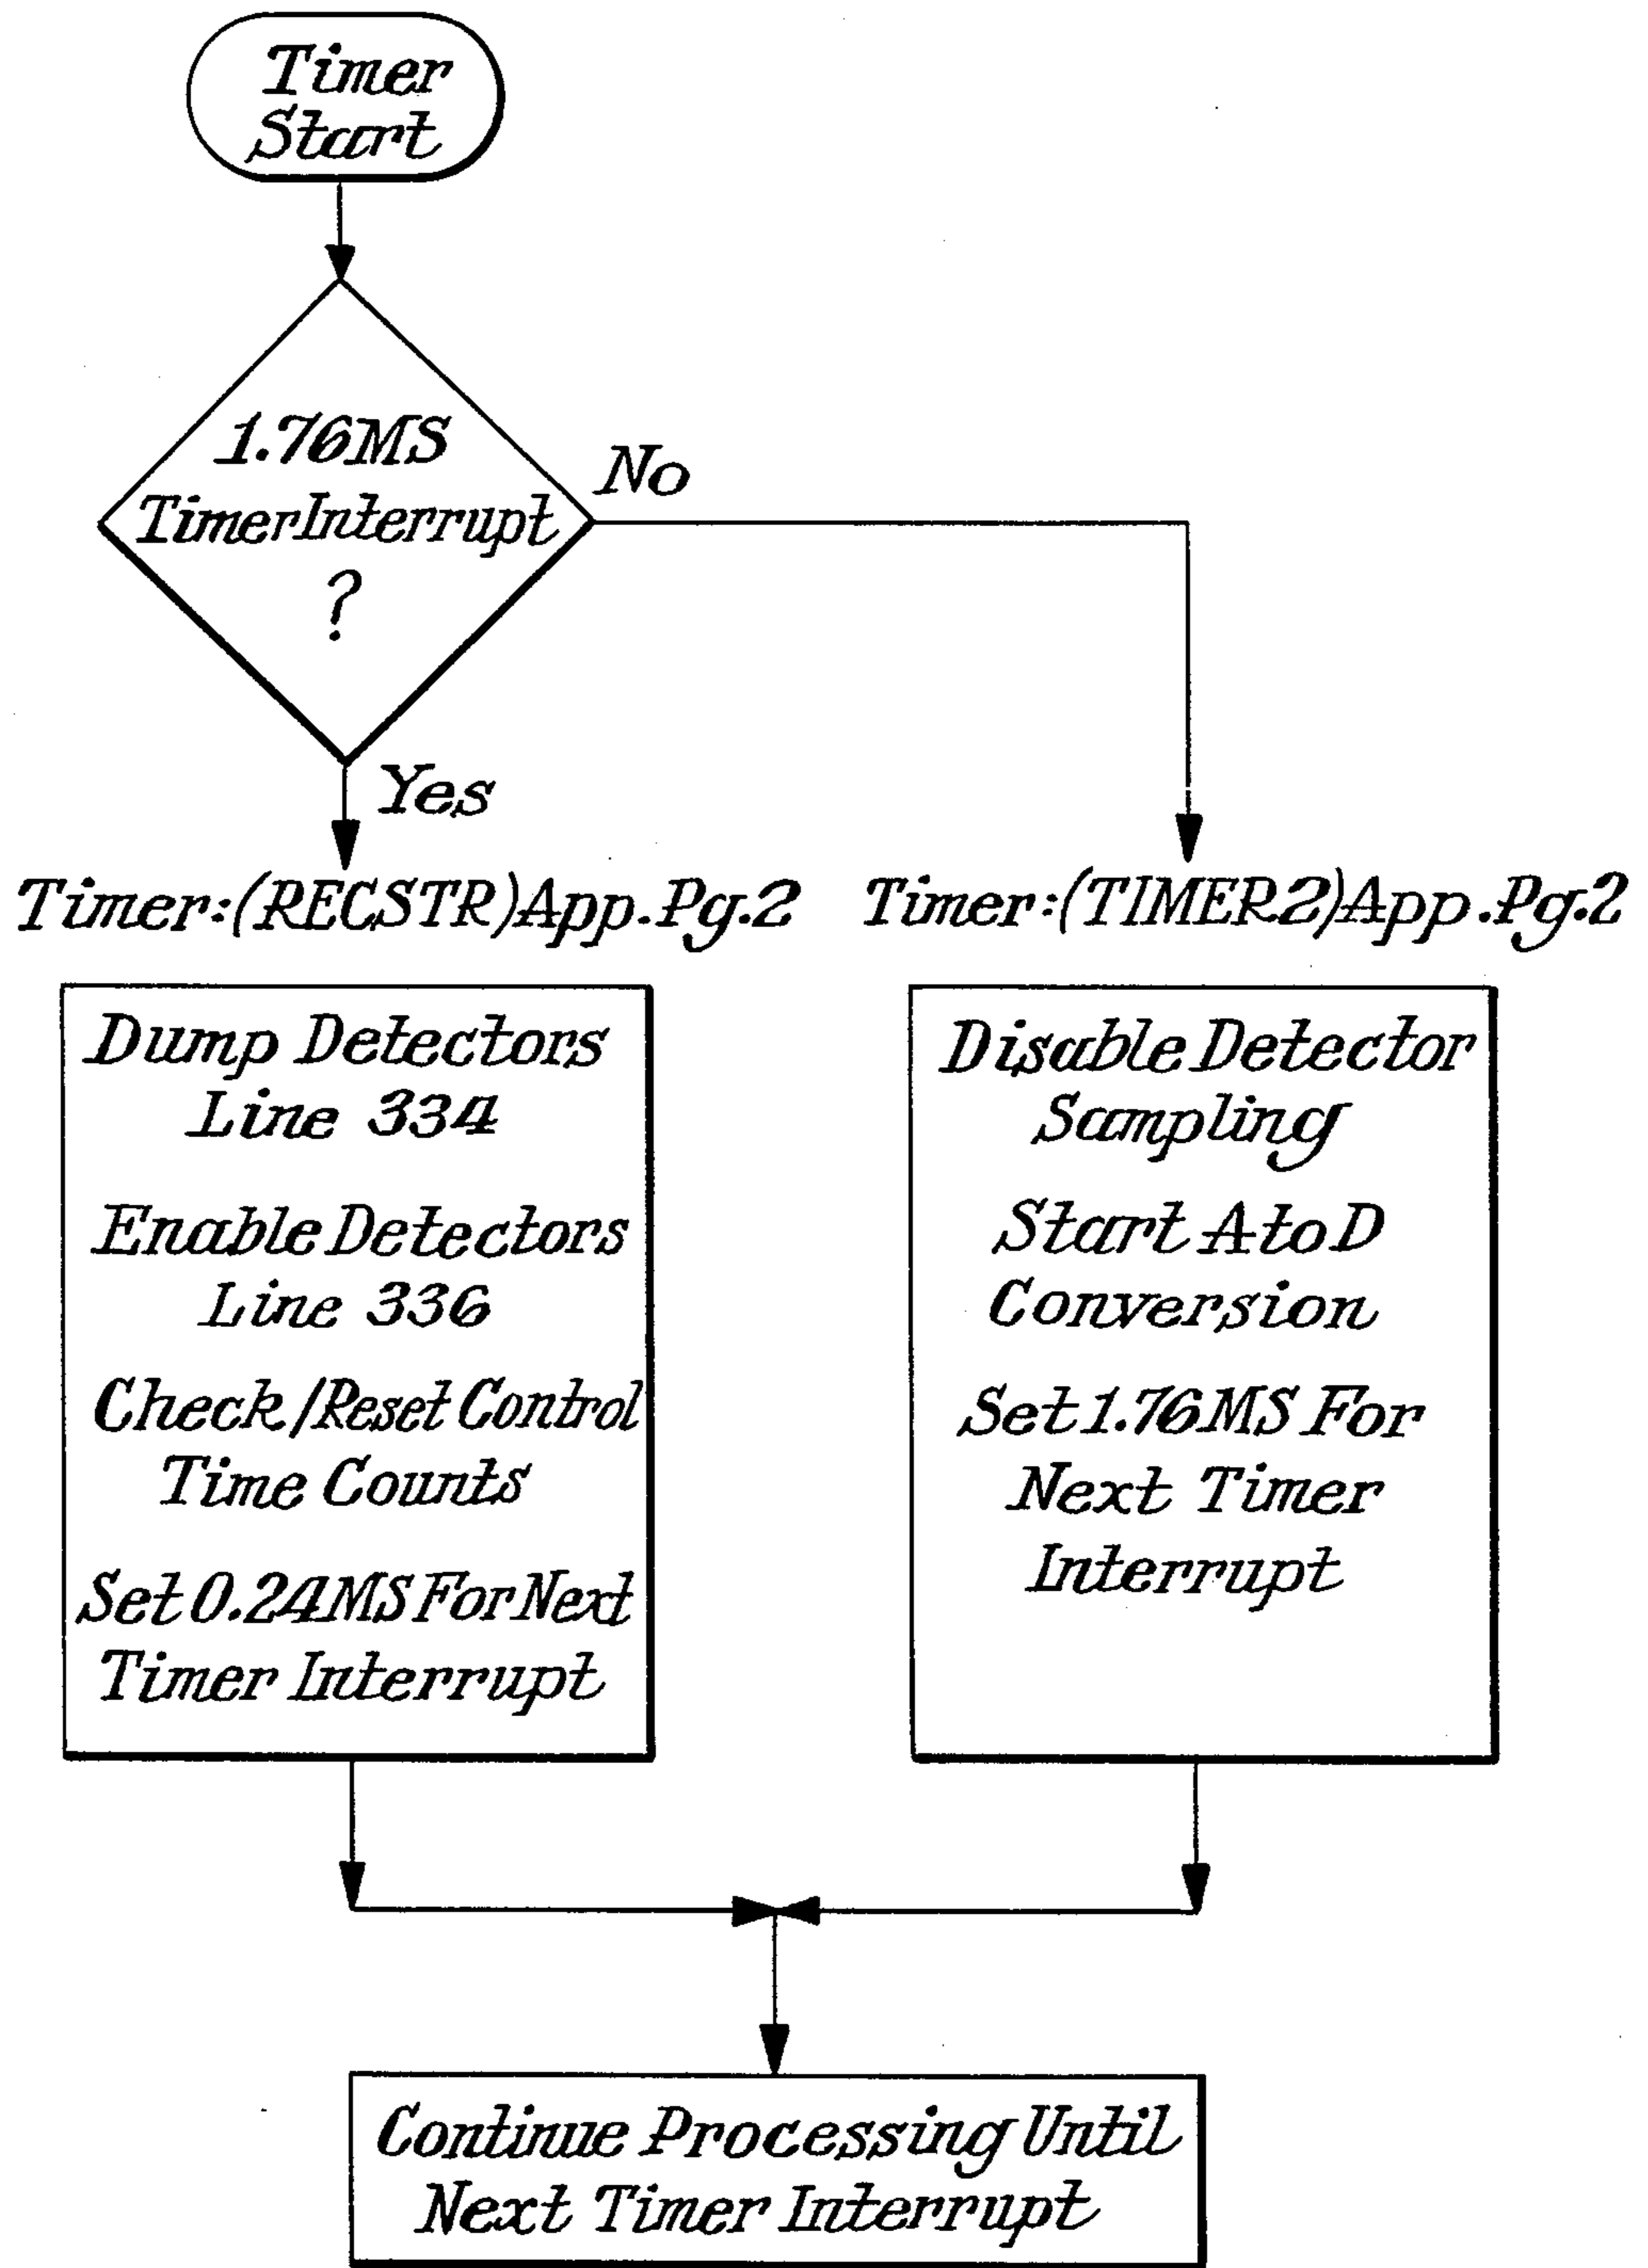 Timer
Start
1.76MS
Timer Interrupt
?
No
Yes
Timer:(RECSTR)App.Pg.2
Timer:(TIMER2)App.Pg.2
Dump Detectors
Line 334
Enable Detectors
Line 336
Check/Reset Control
Time Counts
Set 0.24MS For Next
Timer Interrupt
Disable Detector
Sampling
Start A to D
Conversion
Set 1.76MS For
Next Timer
Interrupt
Continue Processing Until
Next Timer Interrupt